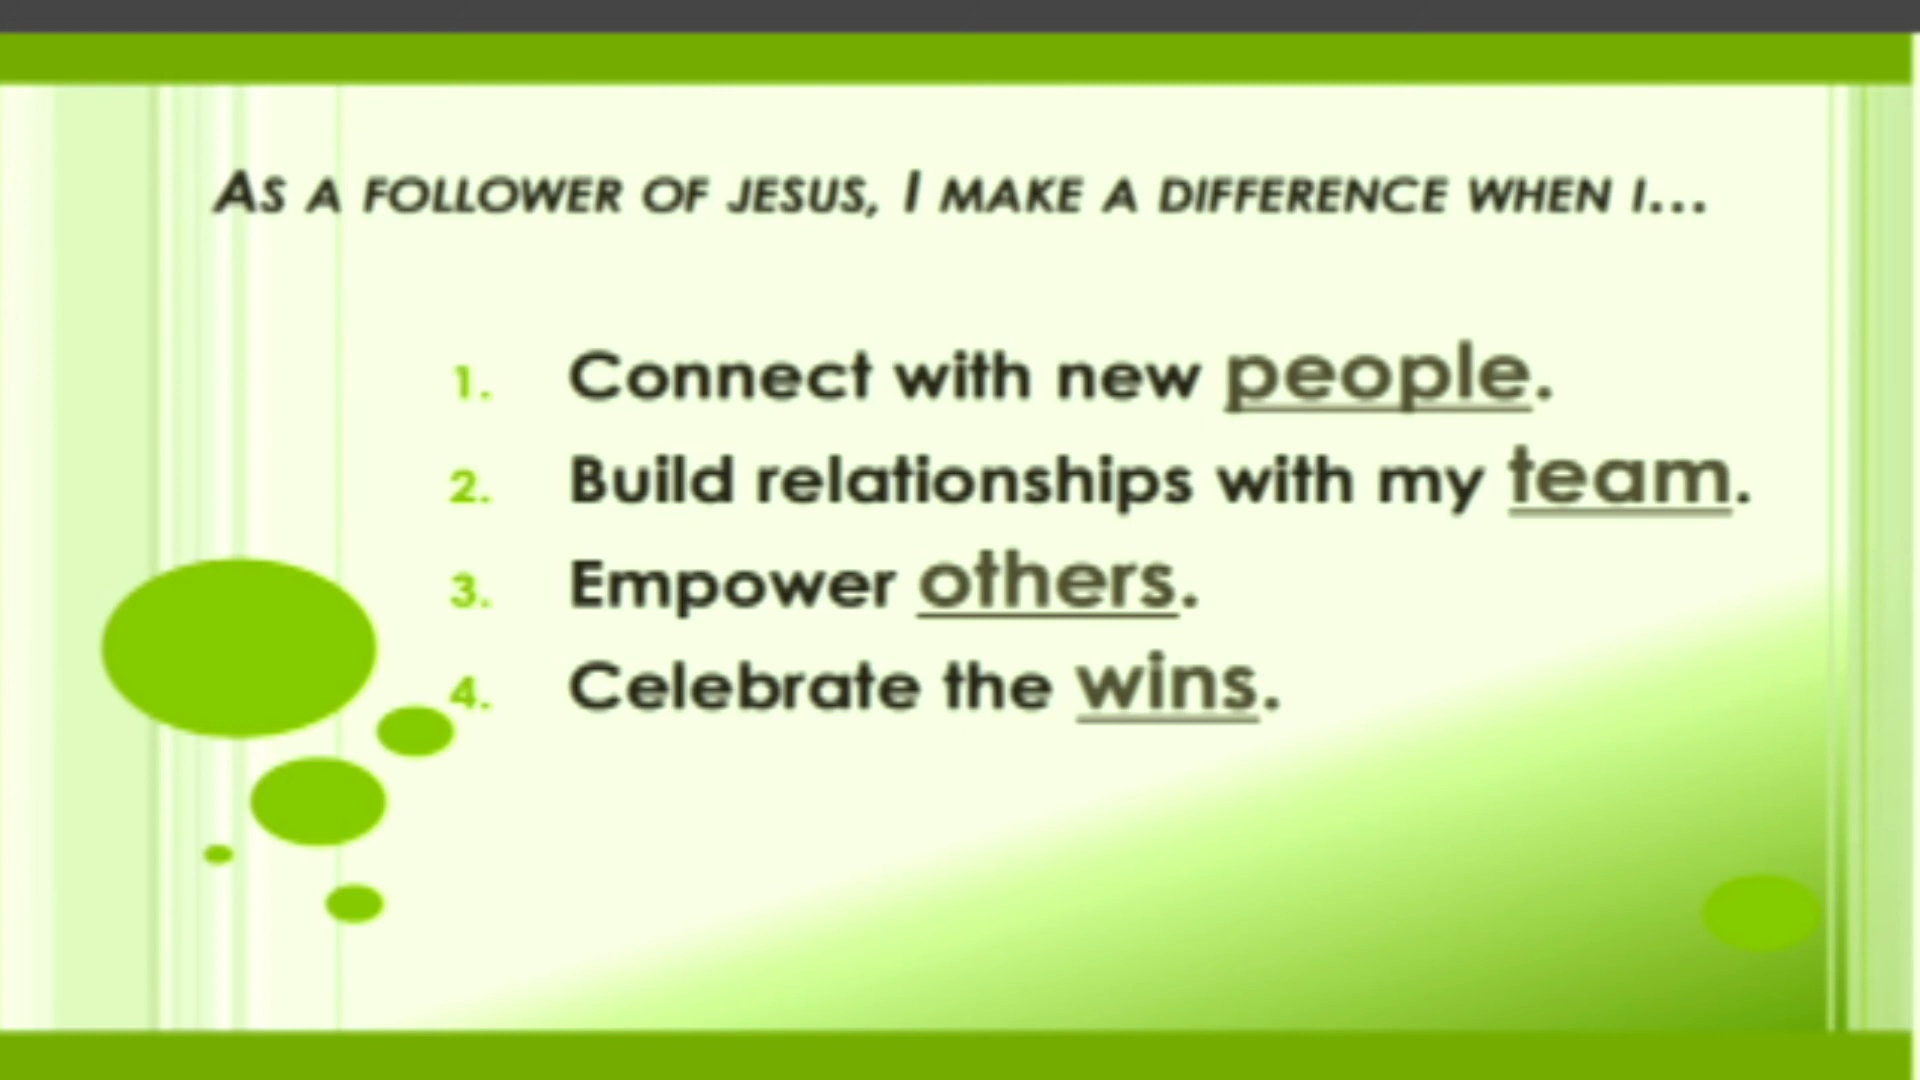 As a follower of Jesus, I make a difference when I…
1. Connect with new people.
2. Build relationships with my team.
3. Empower others.
4. Celebrate the wins.